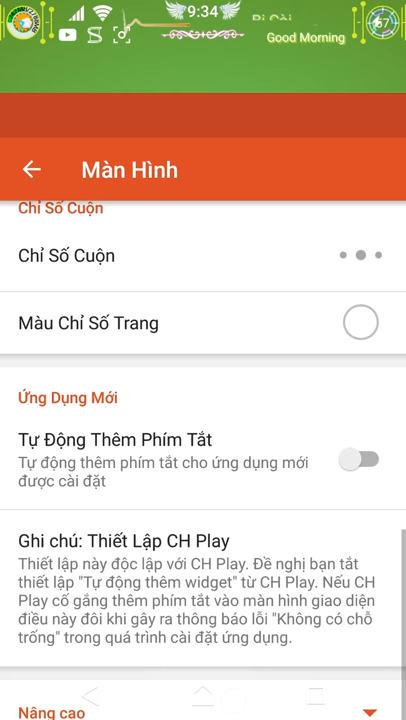 9:34
67
Good Morning
Màn Hình
Chỉ Số Cuộn
Chỉ Số Cuộn
Màu Chỉ Số Trang
Ứng Dụng Mới
Tự Động Thêm Phím Tắt
Tự động thêm phím tắt cho ứng dụng mới
được cài đặt
Ghi chú: Thiết Lập CH Play
Thiết lập này độc lập với CH Play. Đề nghị bạn tắt
thiết lập "Tự động thêm widget" từ CH Play. Nếu CH
Play cố gắng thêm phím tắt vào màn hình giao diện
điều này đôi khi gây ra thông báo lỗi "Không có chỗ
trống" trong quá trình cài đặt ứng dụng.
Nâng cao